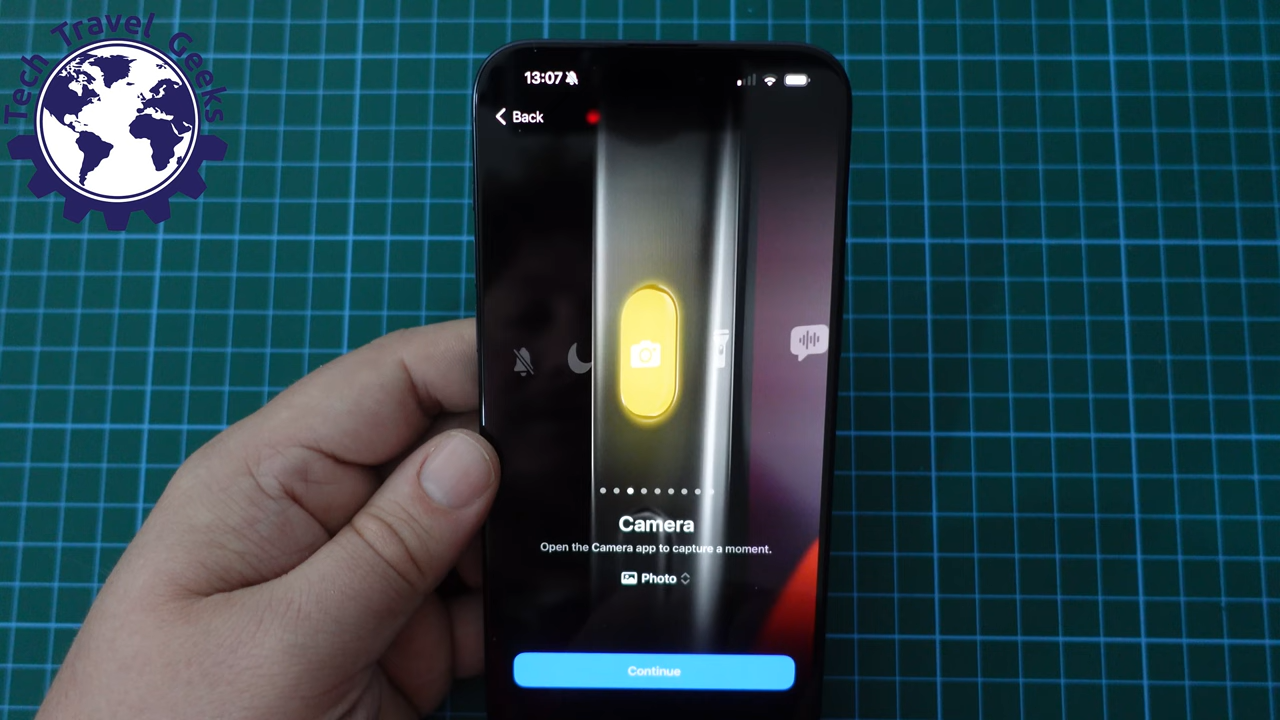 Tech Travel Geeks
13:07
Back
Camera
Open the Camera app to capture a moment.
Photo
Continue